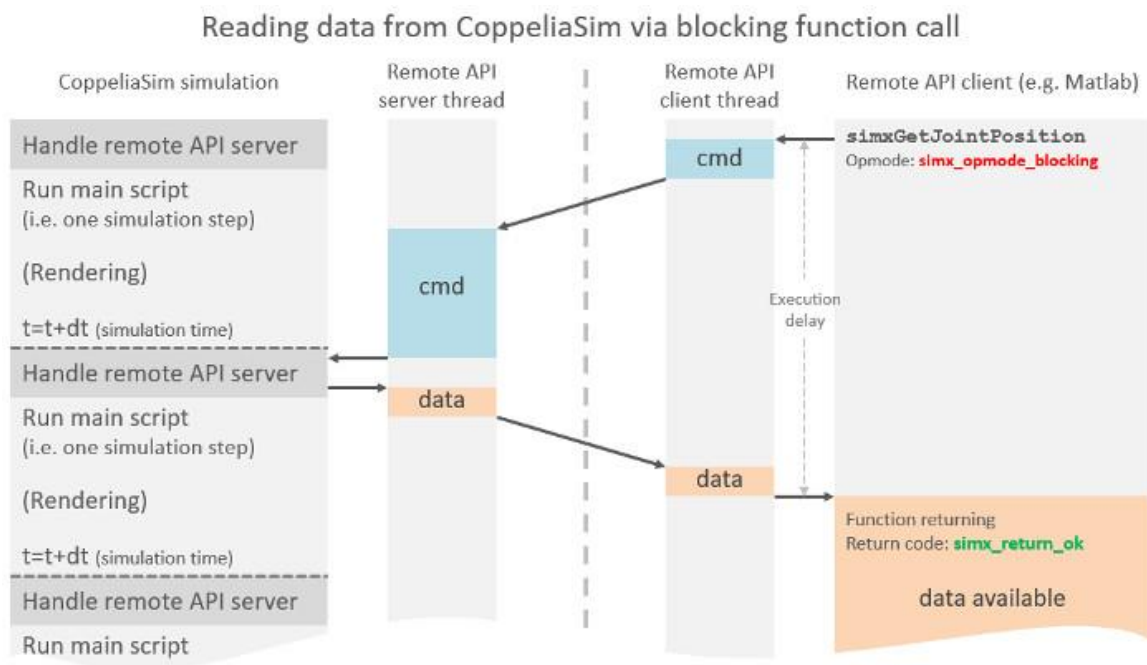 Reading data from CoppeliaSim via blocking function call
CoppeliaSim simulation
Remote API
server thread
Remote API
client thread
Remote API client (e.g. Matlab)
Handle remote API server
Run main script
(i.e. one simulation step)
(Rendering)
t=t+dt (simulation time)
Handle remote API server
Run main script
(i.e. one simulation step)
(Rendering)
t=t+dt (simulation time)
Handle remote API server
Run main script
cmd
data
cmd
data
simxGetJointPosition
Opmode: simx_opmode_blocking
Execution
delay
Function returning
Return code: simx_return_ok
data available